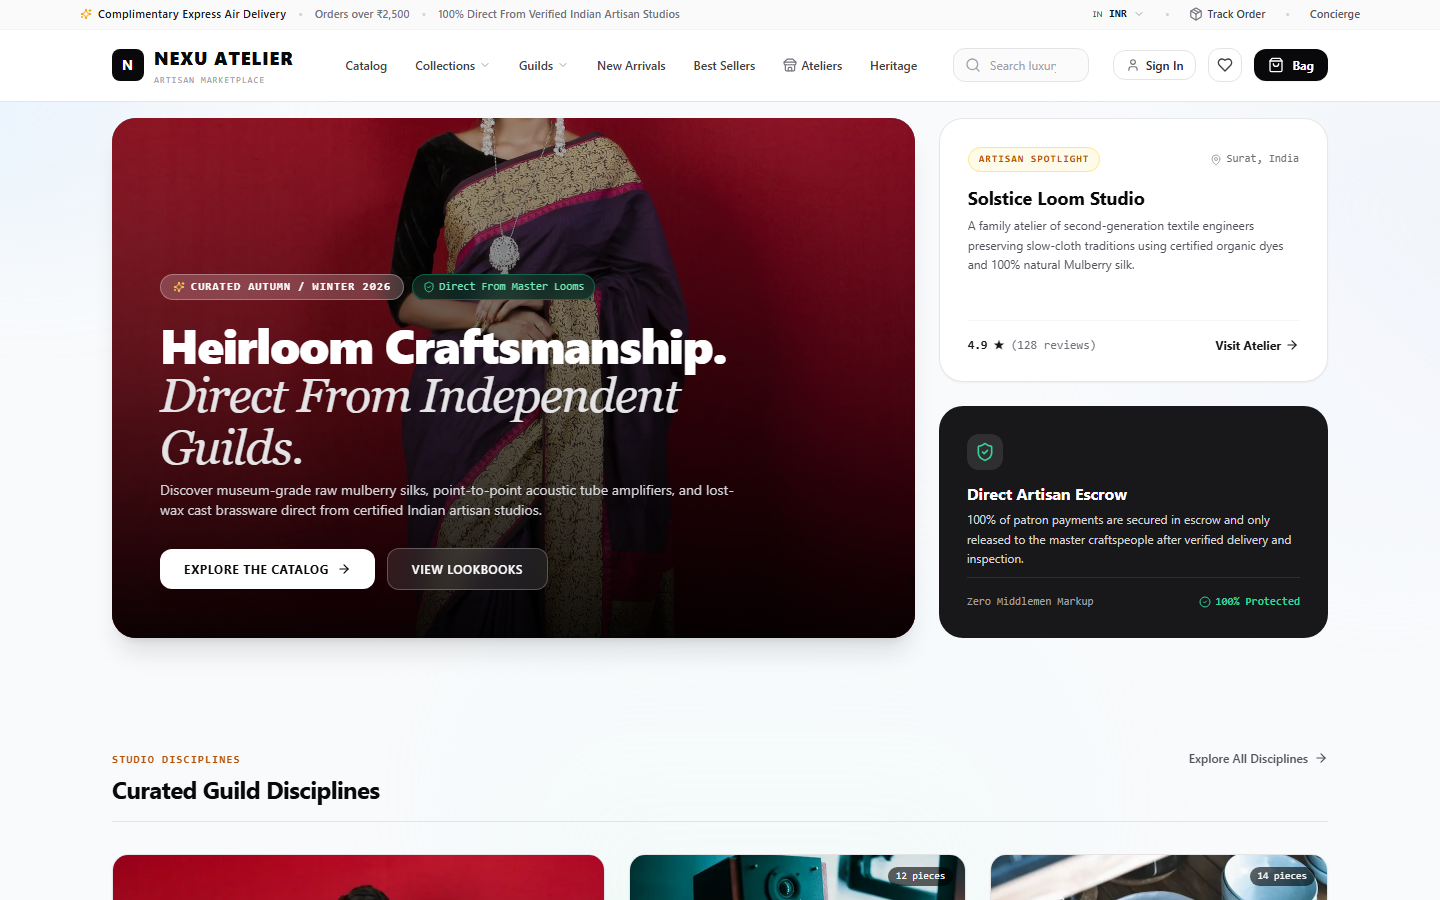 Complimentary Express Air Delivery • Orders over ₹2,500 • 100% Direct From Verified Indian Artisan Studios
IN INR • Track Order • Concierge
N NEXU ATELIER
ARTISAN MARKETPLACE
Catalog Collections Guilds New Arrivals Best Sellers Ateliers Heritage
Search luxur
Sign In
Bag
CURATED AUTUMN / WINTER 2026
Direct From Master Looms
Heirloom Craftsmanship.
Direct From Independent
Guilds.
Discover museum-grade raw mulberry silks, point-to-point acoustic tube amplifiers, and lost-
wax cast brassware direct from certified Indian artisan studios.
EXPLORE THE CATALOG →
VIEW LOOKBOOKS
ARTISAN SPOTLIGHT
Surat, India
Solstice Loom Studio
A family atelier of second-generation textile engineers
preserving slow-cloth traditions using certified organic dyes
and 100% natural Mulberry silk.
4.9 ★ (128 reviews)
Visit Atelier →
Direct Artisan Escrow
100% of patron payments are secured in escrow and only
released to the master craftspeople after verified delivery and
inspection.
Zero Middlemen Markup
100% Protected
STUDIO DISCIPLINES
Curated Guild Disciplines
Explore All Disciplines →
12 pieces
14 pieces